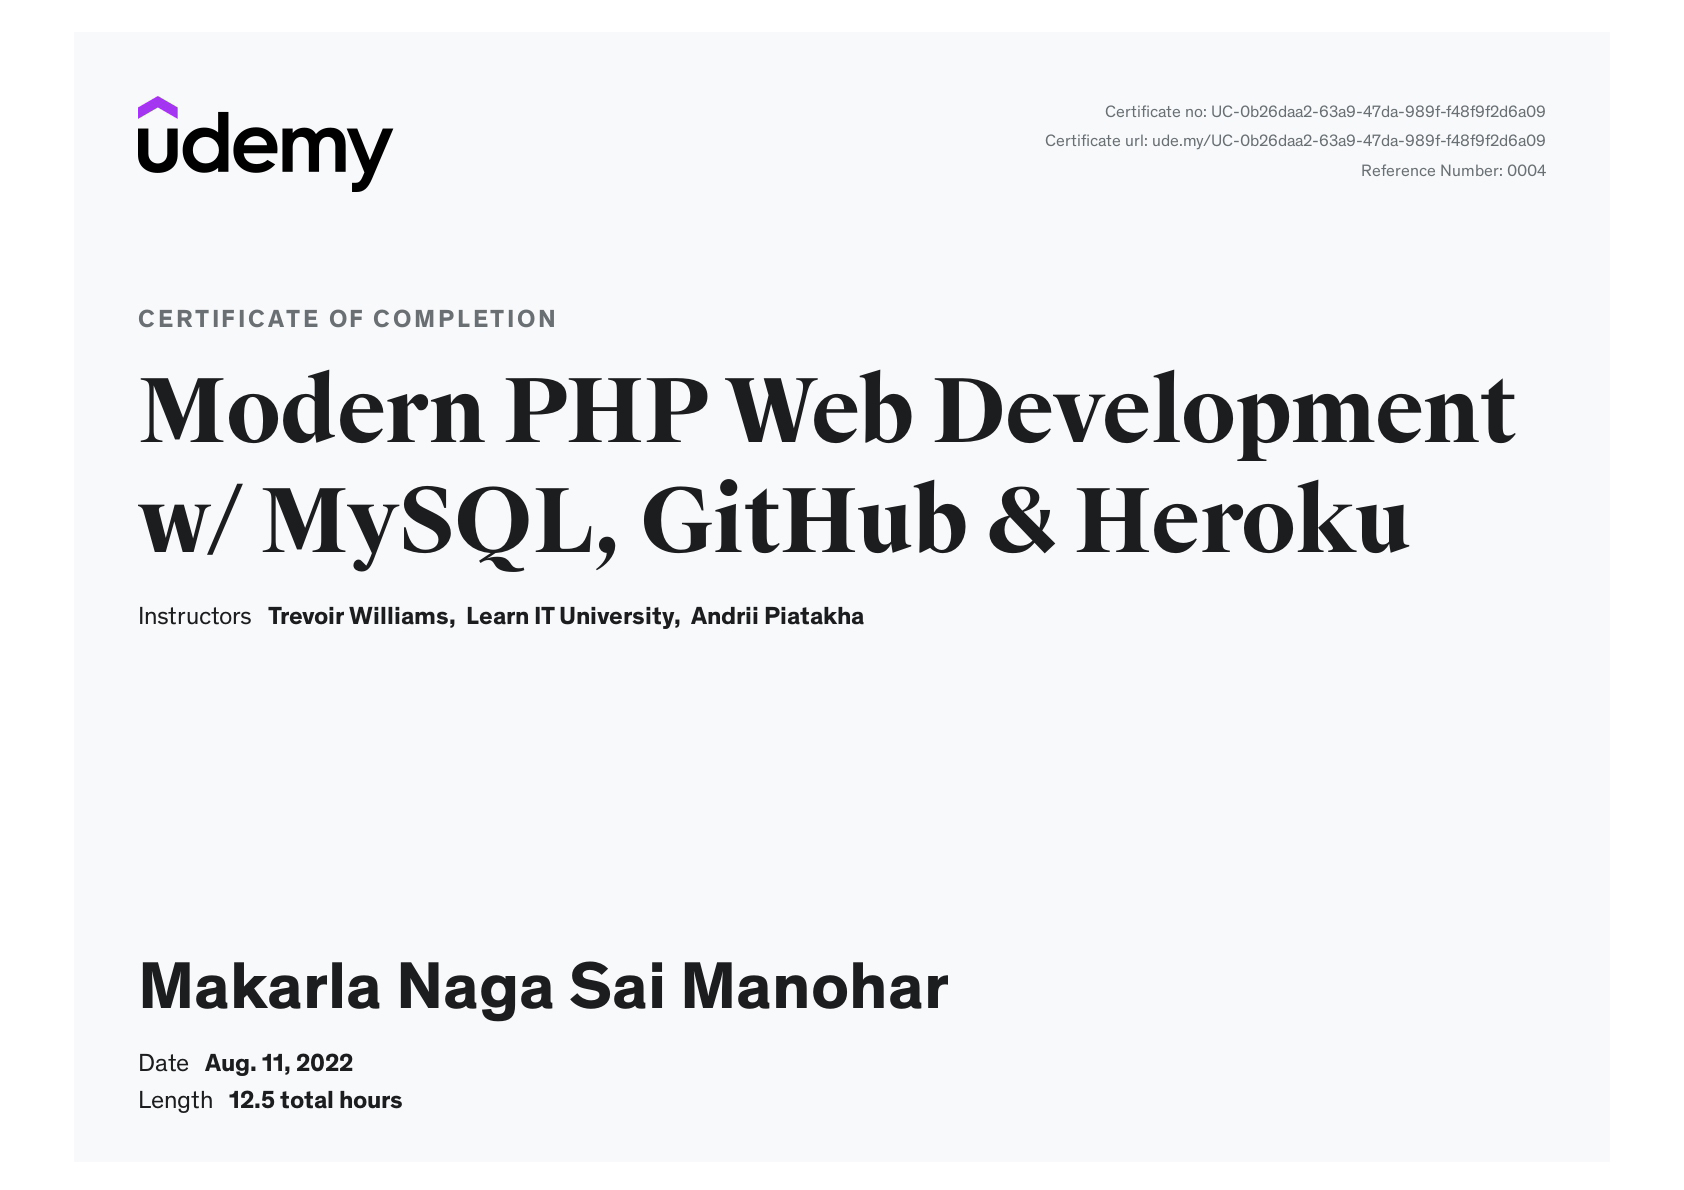 udemy
Certificate no: UC-0b26daa2-63a9-47da-989f-f48f9f2d6a09
Certificate url: ude.my/UC-0b26daa2-63a9-47da-989f-f48f9f2d6a09
Reference Number: 0004
CERTIFICATE OF COMPLETION
Modern PHP Web Development
w/ MySQL, GitHub & Heroku
Instructors Trevoir Williams, Learn IT University, Andrii Piatakha
Makarla Naga Sai Manohar
Date Aug. 11, 2022
Length 12.5 total hours